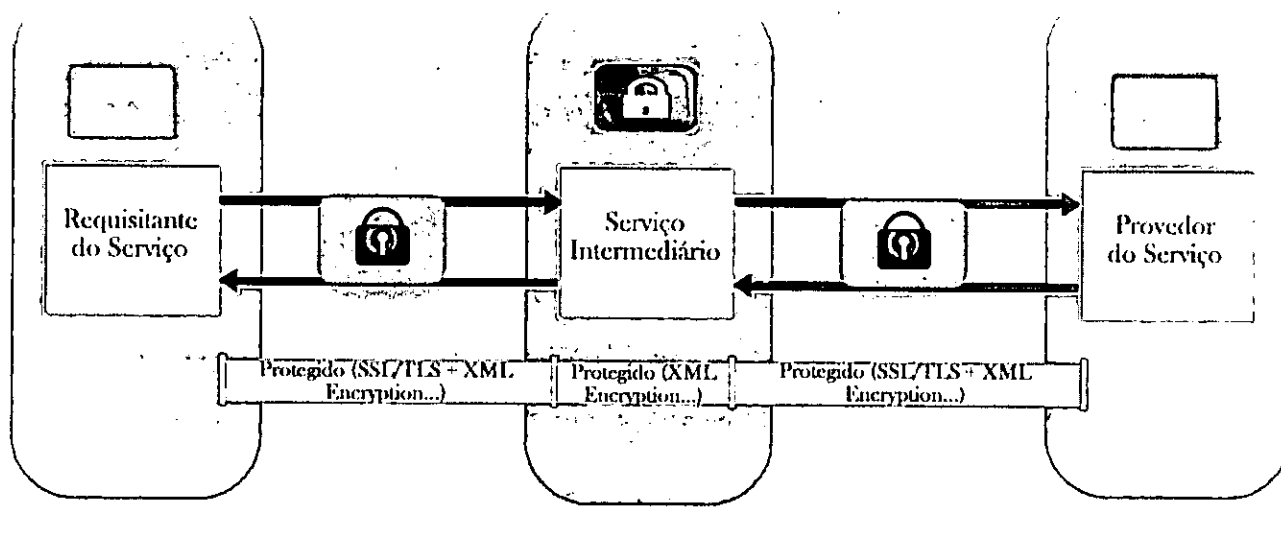 Requisitante
do Serviço
Serviço
Intermediário
Provedor
do Serviço
Protegido (SSL/TLS + XML
Encryption...)
Protegido (XML
Encryption...)
Protegido (SSL/TLS + XML
Encryption...)